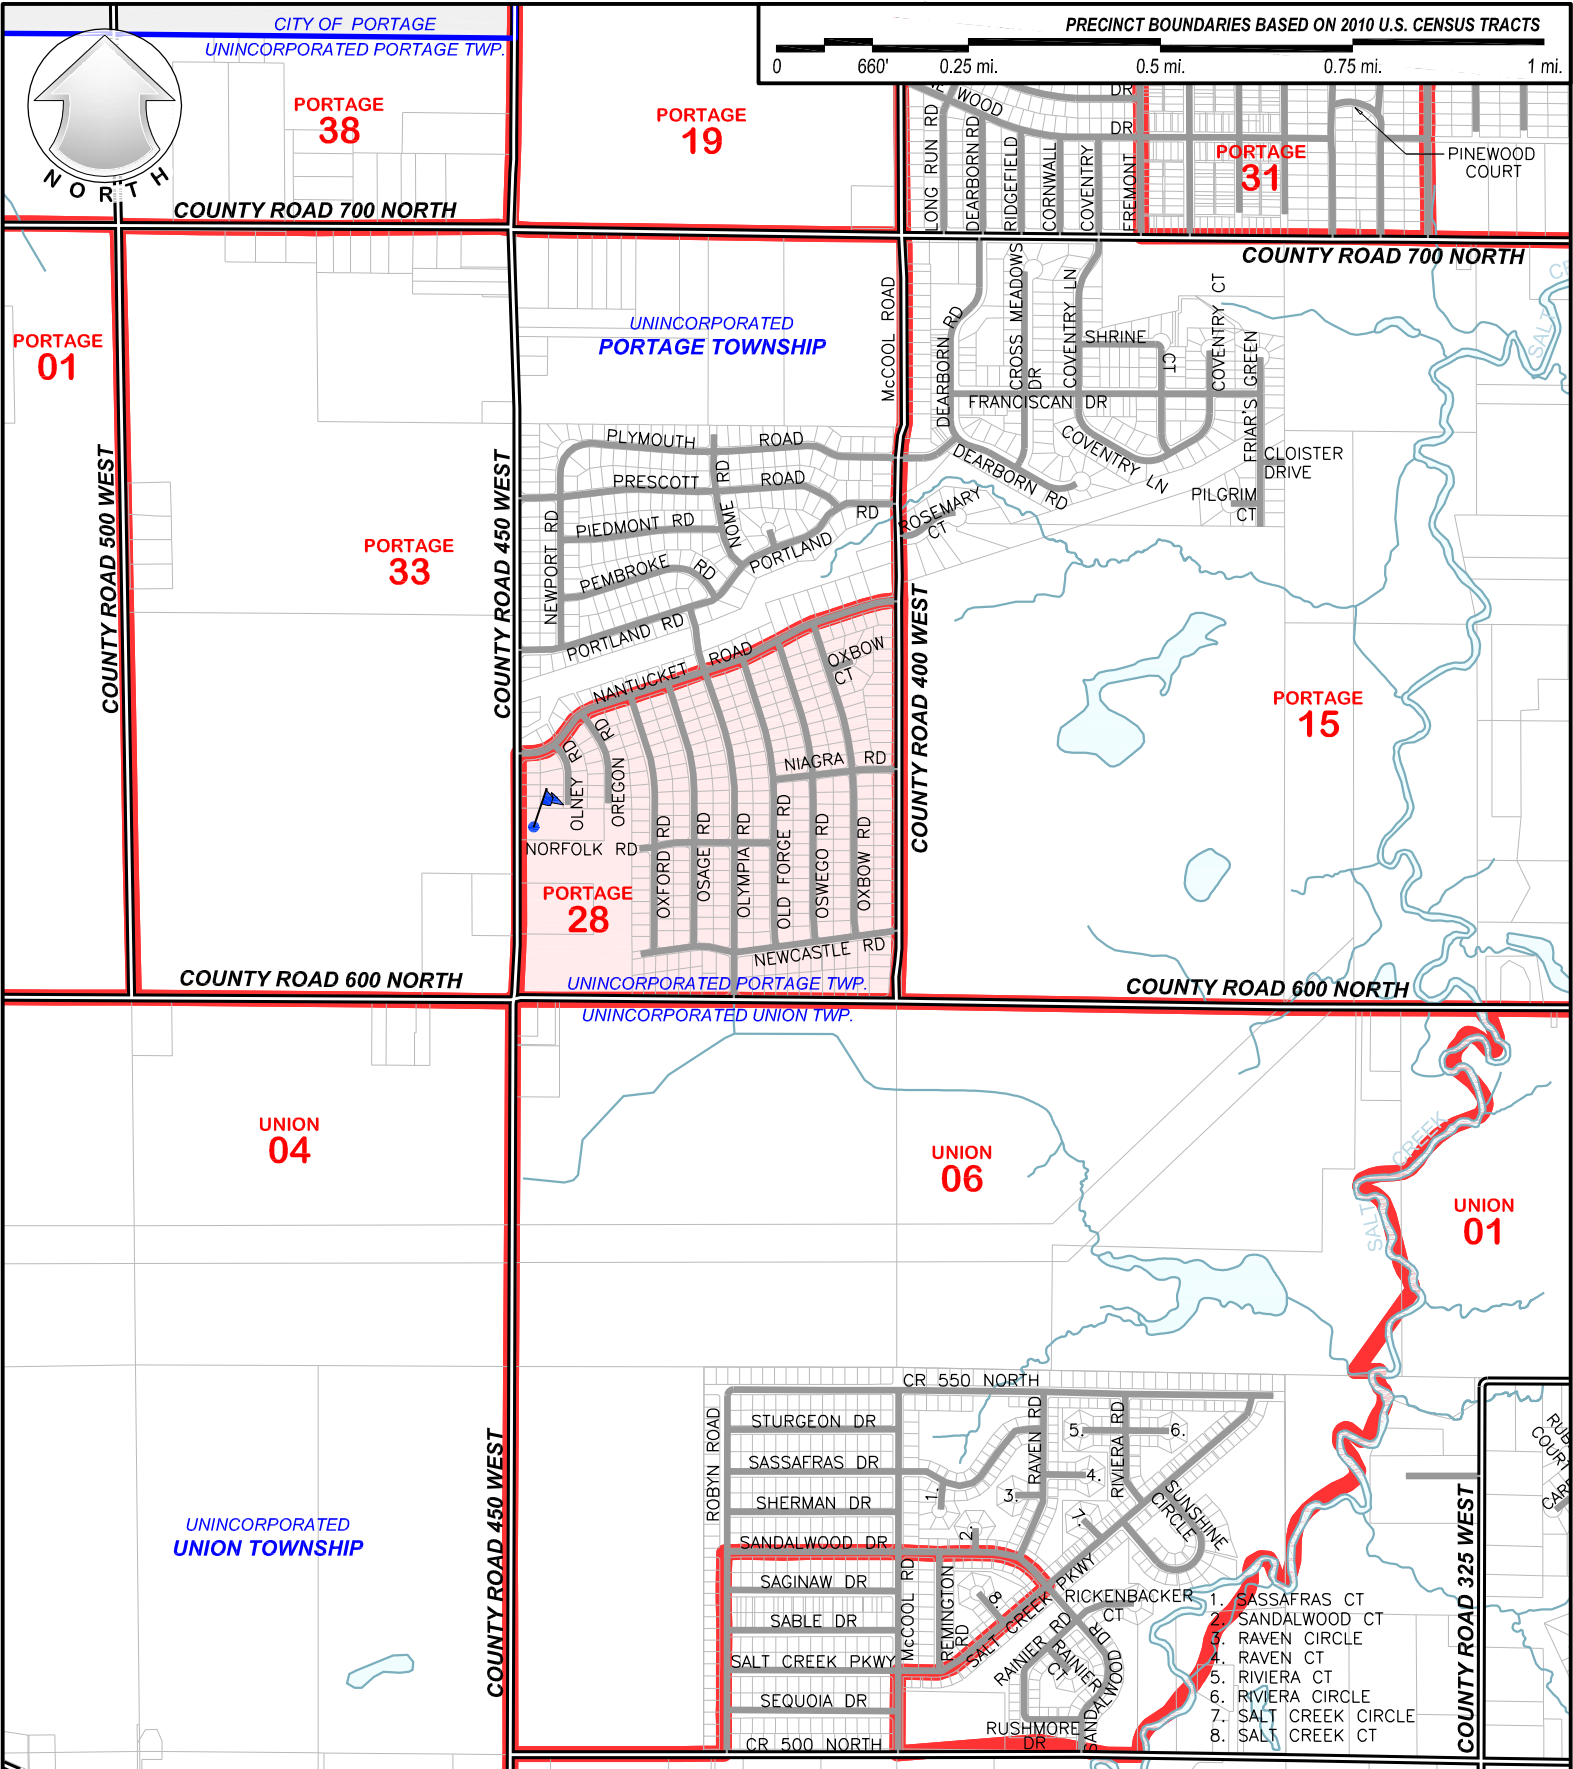 CITY OF PORTAGE
UNINCORPORATED PORTAGE TWP.
PRECINCT BOUNDARIES BASED ON 2010 U.S. CENSUS TRACTS
0 660' 0.25 mi. 0.5 mi. 0.75 mi. 1 mi.
NORTH
PORTAGE
38
PORTAGE
19
WOOD
DR
DR
LONG RUN RD
DEARBORN RD
RIDGEFIELD
CORNWALL
COVENTRY
FREMONT
PORTAGE
31
PINEWOOD
COURT
COUNTY ROAD 700 NORTH
COUNTY ROAD 700 NORTH
PORTAGE
01
COUNTY ROAD 500 WEST
PORTAGE
33
COUNTY ROAD 450 WEST
UNINCORPORATED
PORTAGE TOWNSHIP
McCOOL ROAD
DEARBORN RD
CROSS MEADOWS
DR
COVENTRY LN
SHRINE
CT
COVENTRY CT
FRIAR'S GREEN
FRANCISCAN DR
COVENTRY LN
DEARBORN RD
CLOISTER
DRIVE
PILGRIM
CT
ROSEMARY
CT
SALT
PLYMOUTH ROAD
PRESCOTT ROAD
NOME RD
PIEDMONT RD
PORTLAND RD
PEMBROKE RD
NEWPORT RD
PORTLAND RD
NANTUCKET ROAD
OXBOW
CT
OLNEY RD
OREGON RD
NIAGRA RD
NORFOLK RD
OXFORD RD
OSAGE RD
OLYMPIA RD
OLD FORGE RD
OSWEGO RD
OXBOW RD
NEWCASTLE RD
PORTAGE
28
COUNTY ROAD 400 WEST
PORTAGE
15
COUNTY ROAD 600 NORTH
UNINCORPORATED PORTAGE TWP.
COUNTY ROAD 600 NORTH
UNINCORPORATED UNION TWP.
UNION
04
UNION
06
SALT CREEK
UNION
01
COUNTY ROAD 450 WEST
UNINCORPORATED
UNION TOWNSHIP
CR 550 NORTH
ROBYN ROAD
STURGEON DR
SASSAFRAS DR
SHERMAN DR
SANDALWOOD DR
SAGINAW DR
SABLE DR
SALT CREEK PKWY
SEQUOIA DR
CR 500 NORTH
McCOOL RD
REMINGTON
RD
RAVEN RD
RIVIERA RD
1.
2.
3.
4.
5.
6.
7.
8.
SUNSHINE
CIRCLE
SALT CREEK PKWY
RICKENBACKER
CT
RAINIER RD
RAINIER
CT
SANDALWOOD DR
RUSHMORE
DR
COUNTY ROAD 325 WEST
COURT
1. SASSAFRAS CT
2. SANDALWOOD CT
3. RAVEN CIRCLE
4. RAVEN CT
5. RIVIERA CT
6. RIVIERA CIRCLE
7. SALT CREEK CIRCLE
8. SALT CREEK CT